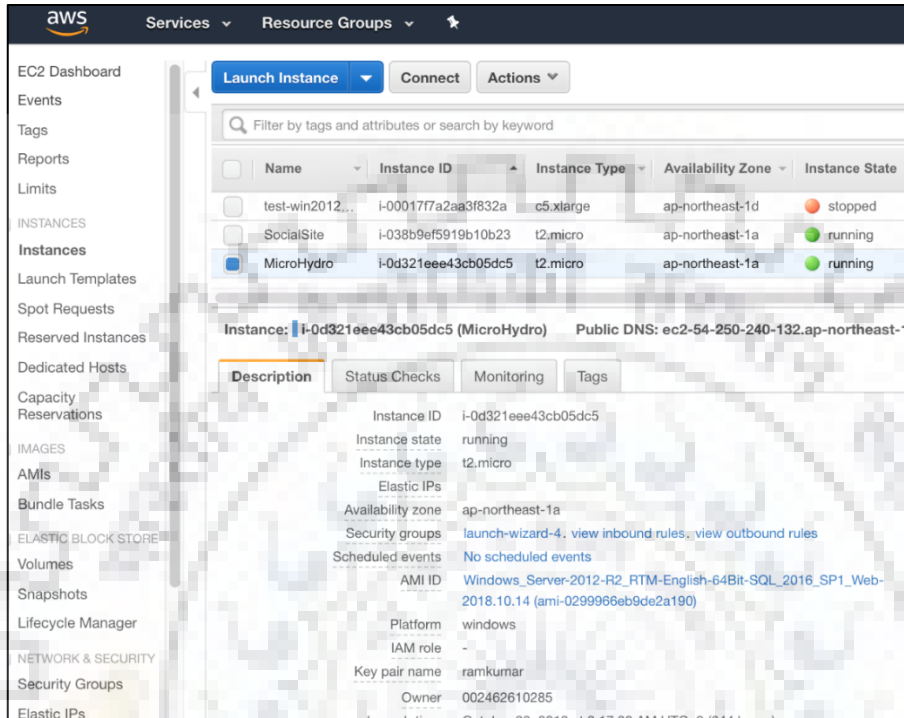 aws Services Resource Groups
EC2 Dashboard
Events
Tags
Reports
Limits
INSTANCES
Instances
Launch Templates
Spot Requests
Reserved Instances
Dedicated Hosts
Capacity
Reservations
IMAGES
AMIs
Bundle Tasks
ELASTIC BLOCK STORE
Volumes
Snapshots
Lifecycle Manager
NETWORK & SECURITY
Security Groups
Elastic IPs
Launch Instance Connect Actions
Filter by tags and attributes or search by keyword
Name Instance ID Instance Type Availability Zone Instance State
test-win2012... i-00017f7a2aa3f832a c5.xlarge ap-northeast-1d stopped
SocialSite i-038b9ef5919b10b23 t2.micro ap-northeast-1a running
MicroHydro i-0d321eee43cb05dc5 t2.micro ap-northeast-1a running
Instance: i-0d321eee43cb05dc5 (MicroHydro) Public DNS: ec2-54-250-240-132.ap-northeast-1
Description Status Checks Monitoring Tags
Instance ID i-0d321eee43cb05dc5
Instance state running
Instance type t2.micro
Elastic IPs
Availability zone ap-northeast-1a
Security groups launch-wizard-4. view inbound rules. view outbound rules
Scheduled events No scheduled events
AMI ID Windows_Server-2012-R2_RTM-English-64Bit-SQL_2016_SP1_Web-
2018.10.14 (ami-0299966eb9de2a190)
Platform windows
IAM role -
Key pair name ramkumar
Owner 002462610285